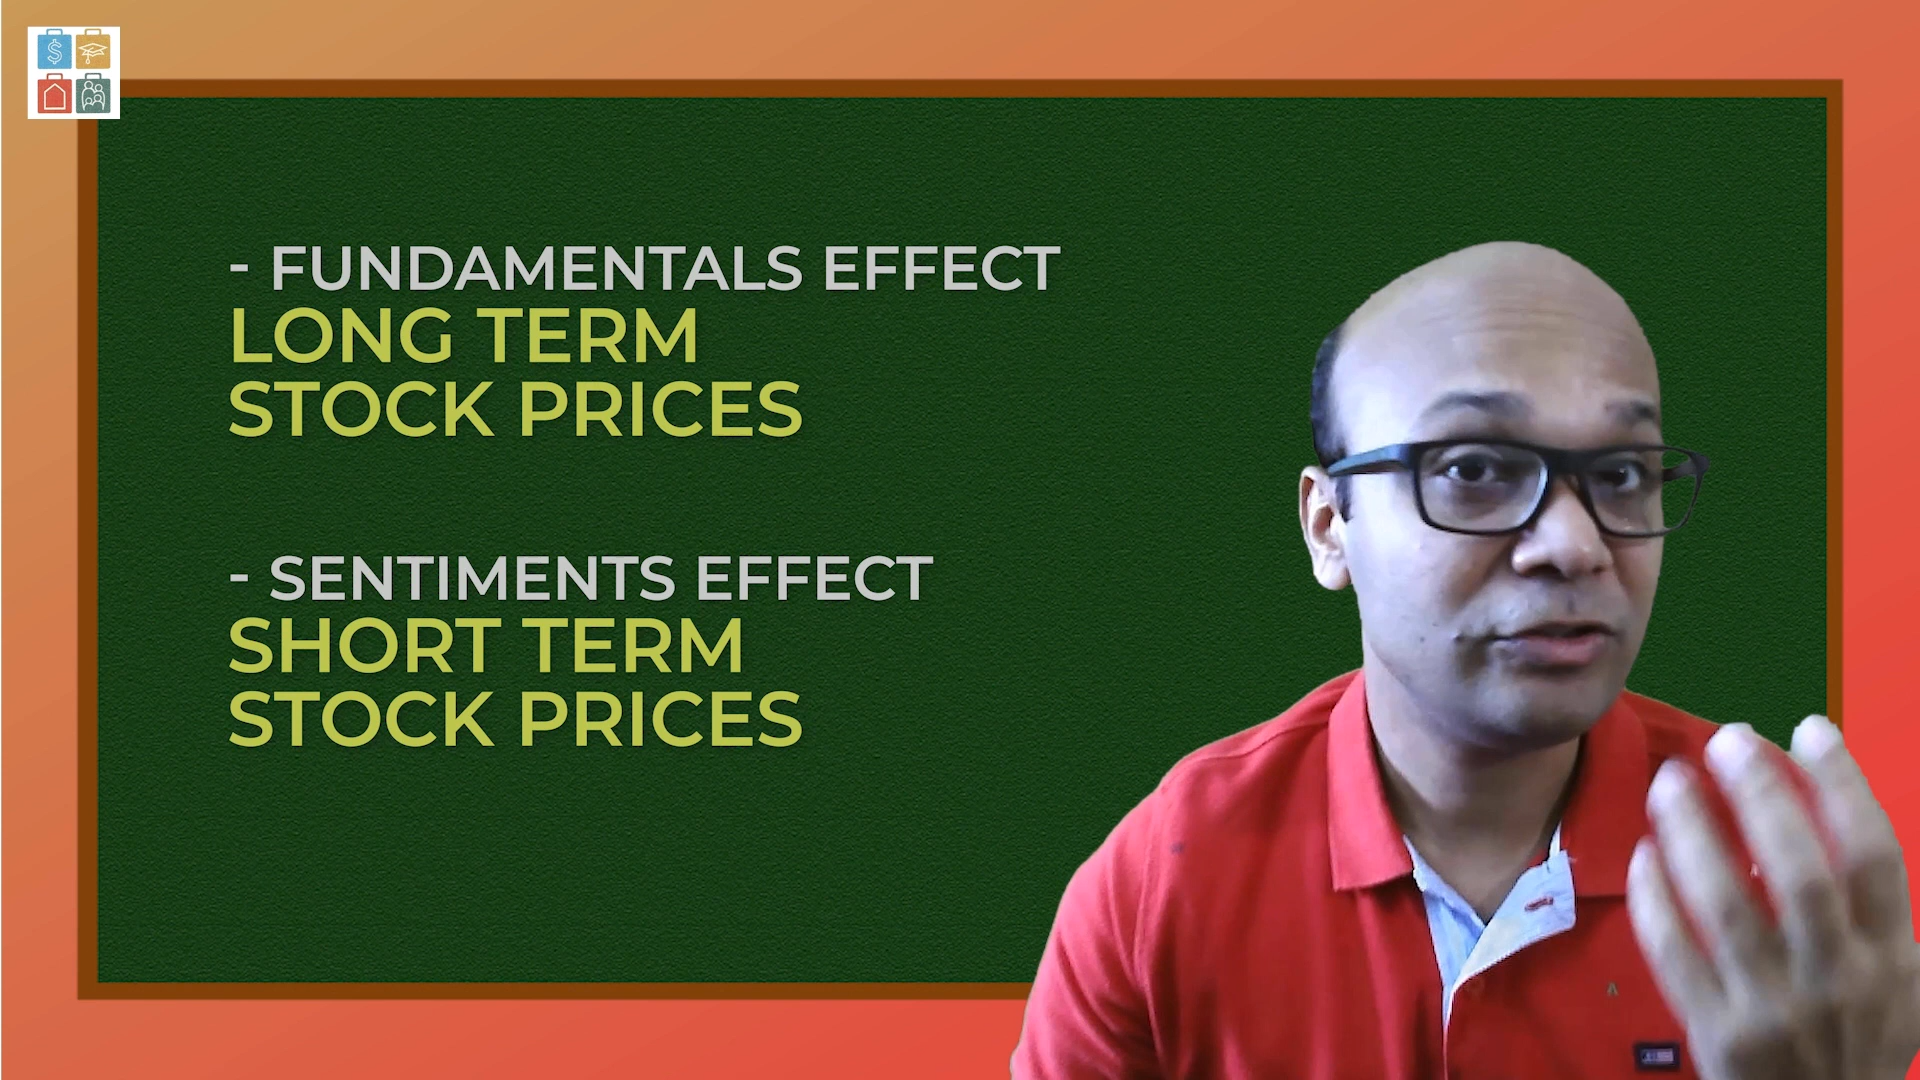 - FUNDAMENTALS EFFECT
LONG TERM
STOCK PRICES
- SENTIMENTS EFFECT
SHORT TERM
STOCK PRICES